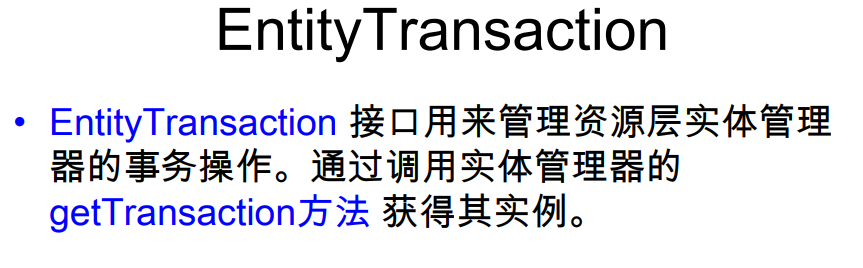 EntityTransaction
• EntityTransaction 接口用来管理资源层实体管理
器的事务操作。通过调用实体管理器的
getTransaction方法 获得其实例。